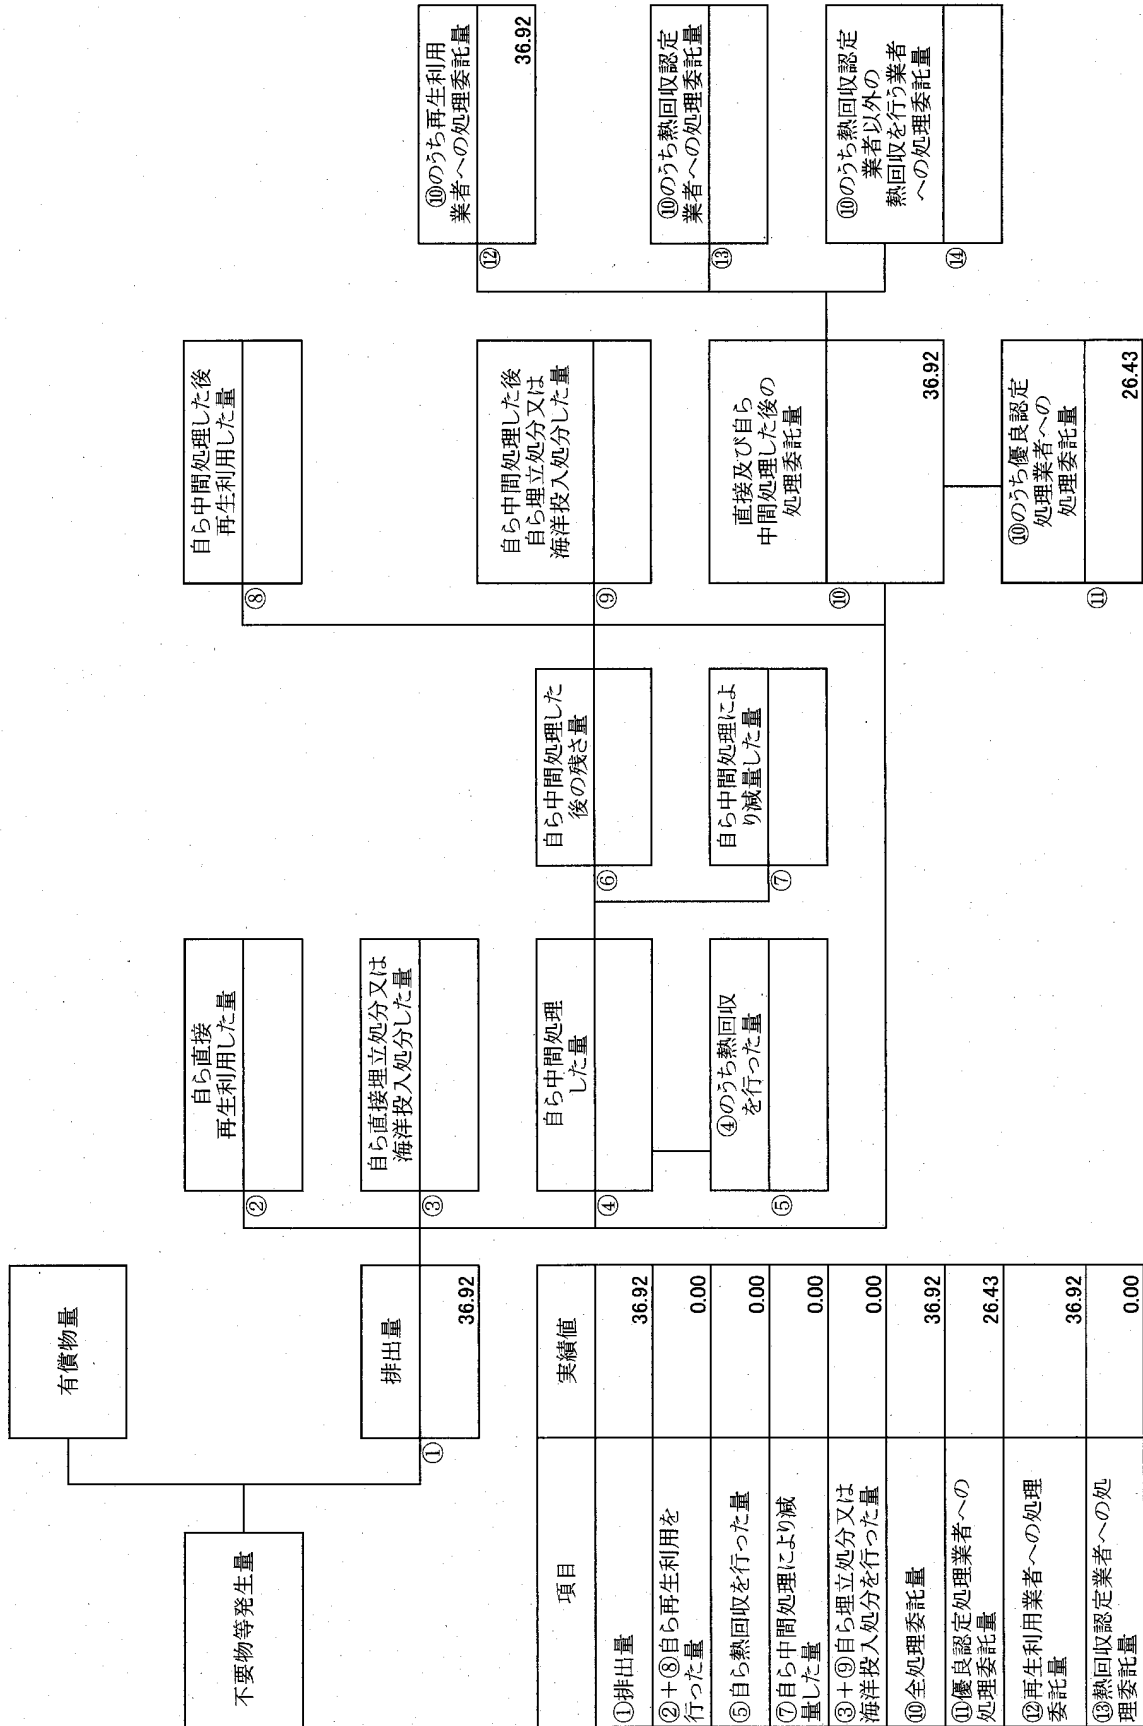 不要物等発生量
有償物量
排出量
①
36.92
自ら直接
再生利用した量
②
自ら直接埋立処分又は
海洋投入処分した量
③
自ら中間処理
した量
④
④のうち熱回収
を行った量
⑤
自ら中間処理した
後の残さ量
⑥
自ら中間処理によ
り減量した量
⑦
自ら中間処理した後
再生利用した量
⑧
自ら中間処理した後
自ら埋立処分又は
海洋投入処分した量
⑨
直接及び自ら
中間処理した後の
処理委託量
⑩
36.92
⑩のうち優良認定
処理業者への
処理委託量
⑪
26.43
⑩のうち再生利用
業者への処理委託量
⑫
36.92
⑩のうち熱回収認定
業者への処理委託量
⑬
⑩のうち熱回収認定
業者以外の
熱回収を行う業者
への処理委託量
⑭
項目 実績値
①排出量 36.92
②+⑧自ら再生利用を
行った量 0.00
⑤自ら熱回収を行った量 0.00
⑦自ら中間処理により減
量した量 0.00
③+⑨自ら埋立処分又は
海洋投入処分を行った量 0.00
⑩全処理委託量 36.92
⑪優良認定処理業者への
処理委託量 26.43
⑫再生利用業者への処理
委託量 36.92
⑬熱回収認定業者への処
理委託量 0.00